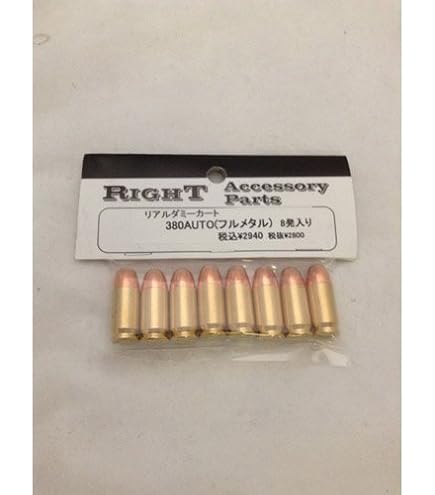 RIGHT Accessory Parts
リアルダミーカート
380AUTO(フルメタル) 8発入り
税込¥2940 税抜¥2800